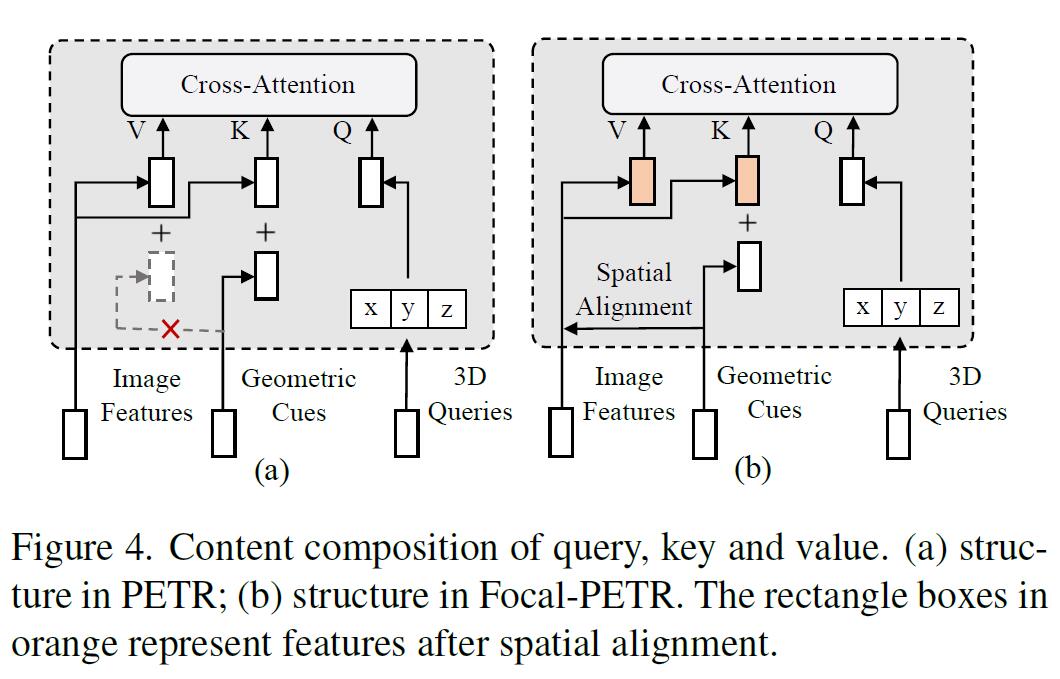 Cross-Attention
V K Q
+ +
x y z
Image Features
Geometric Cues
3D Queries
(a)
Cross-Attention
V K Q
+
Spatial Alignment
x y z
Image Features
Geometric Cues
3D Queries
(b)
Figure 4. Content composition of query, key and value. (a) struc-
ture in PETR; (b) structure in Focal-PETR. The rectangle boxes in
orange represent features after spatial alignment.